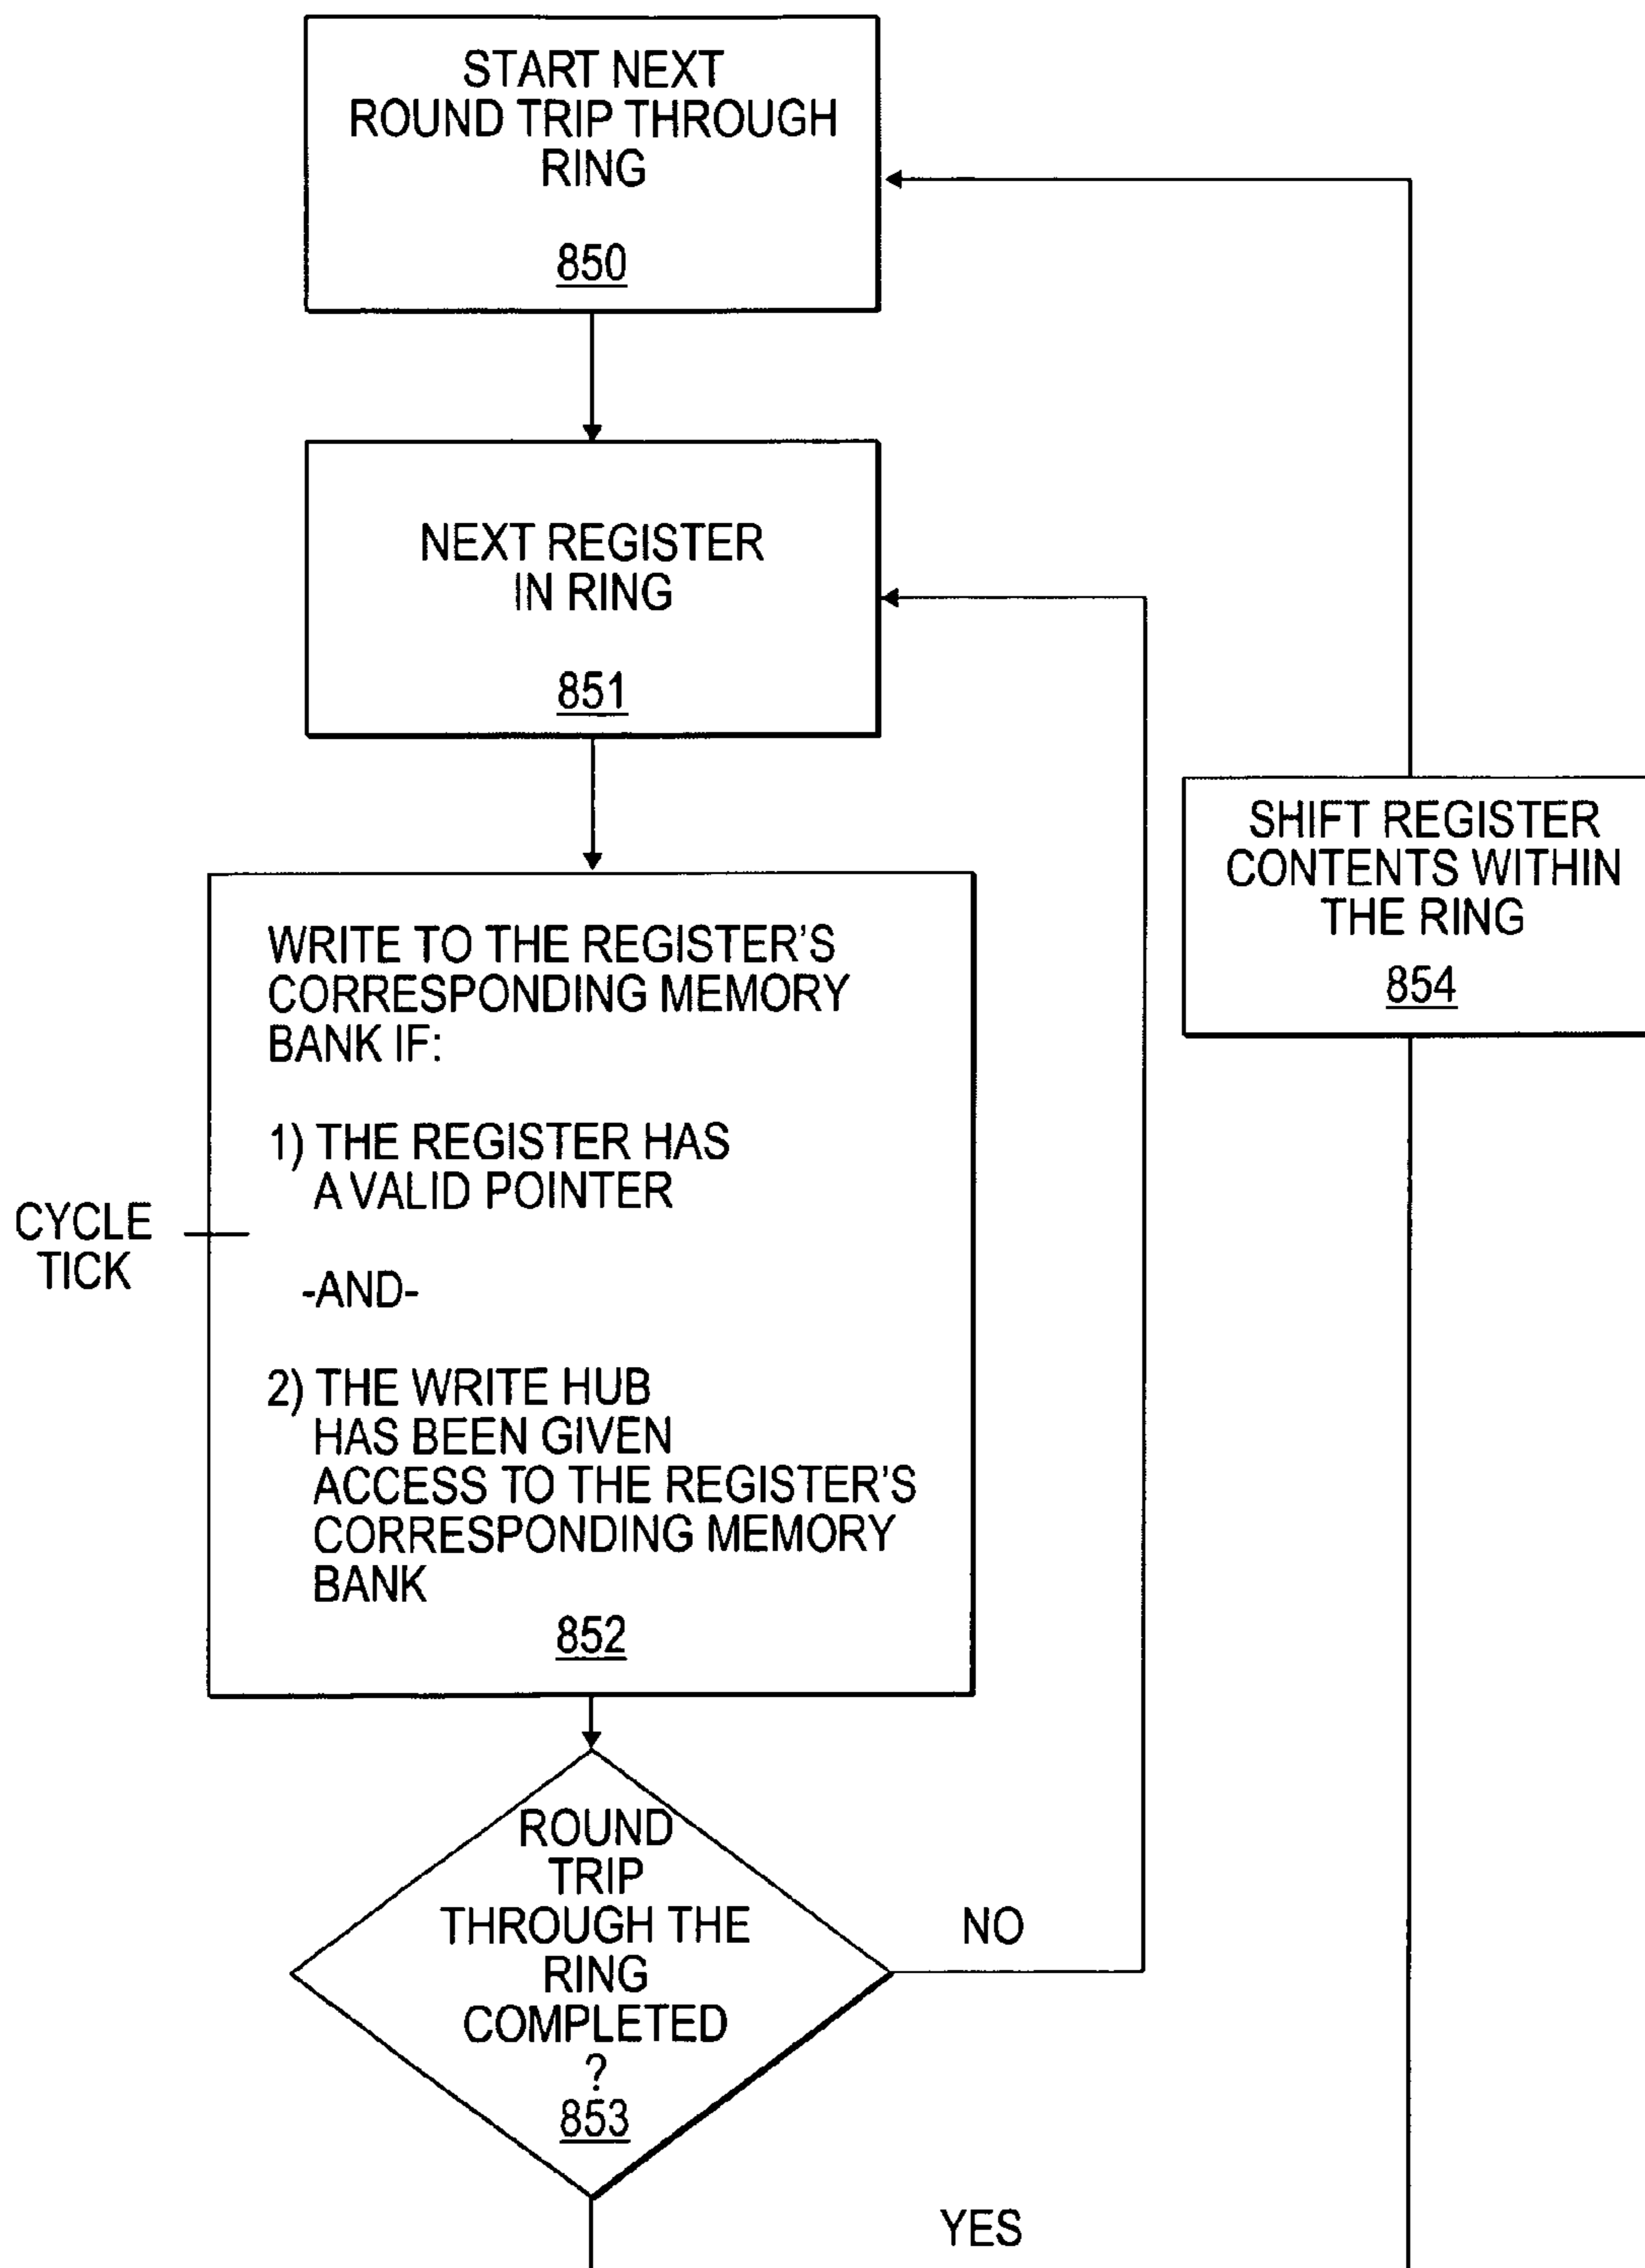 START NEXT
ROUND TRIP THROUGH
RING
850
NEXT REGISTER
IN RING
851
SHIFT REGISTER
CONTENTS WITHIN
THE RING
854
WRITE TO THE REGISTER'S
CORRESPONDING MEMORY
BANK IF:
1) THE REGISTER HAS
A VALID POINTER
CYCLE
TICK
-AND-
2) THE WRITE HUB
HAS BEEN GIVEN
ACCESS TO THE REGISTER'S
CORRESPONDING MEMORY
BANK
852
ROUND
TRIP
THROUGH THE
RING
COMPLETED
?
853
NO
YES